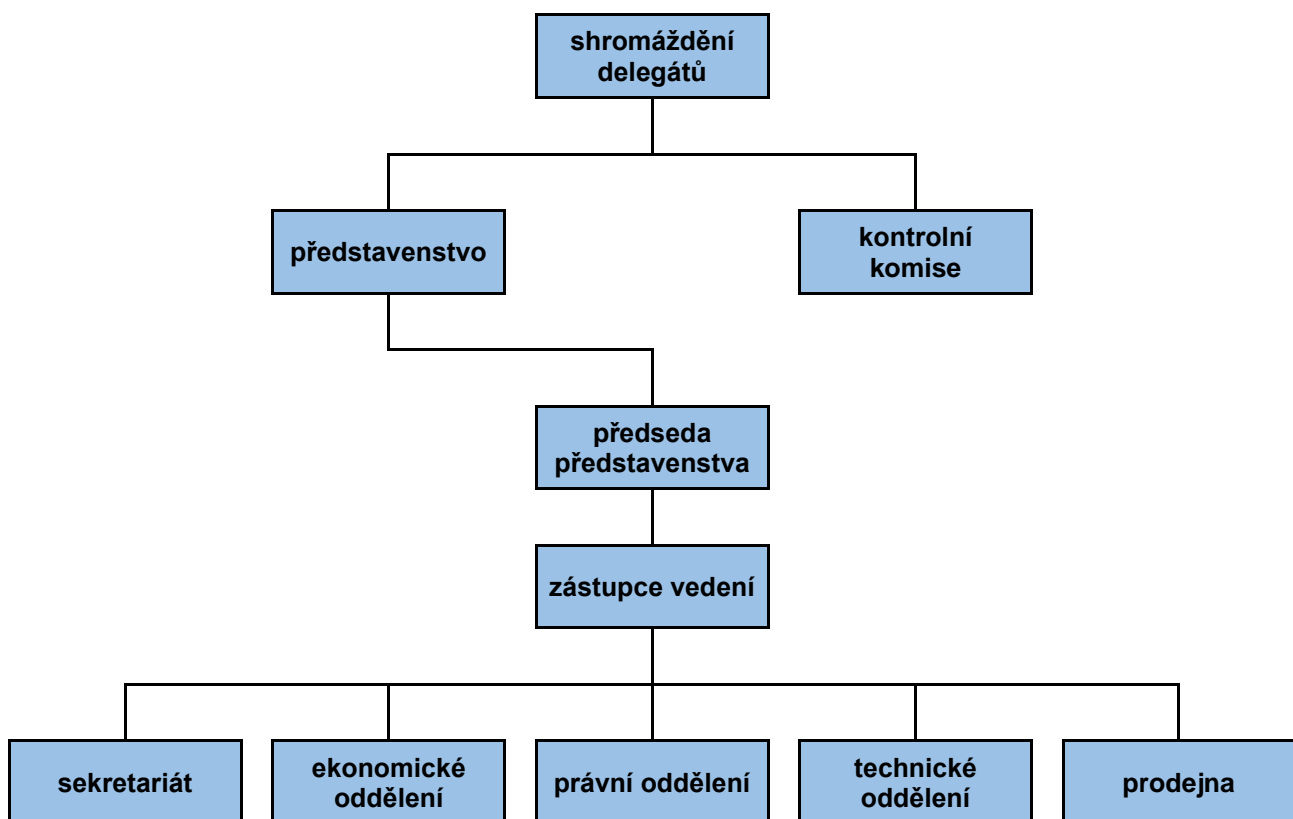 shromáždění
delegátů
představenstvo
kontrolní
komise
předseda
představenstva
zástupce vedení
sekretariát
ekonomické
oddělení
právní oddělení
technické
oddělení
prodejna